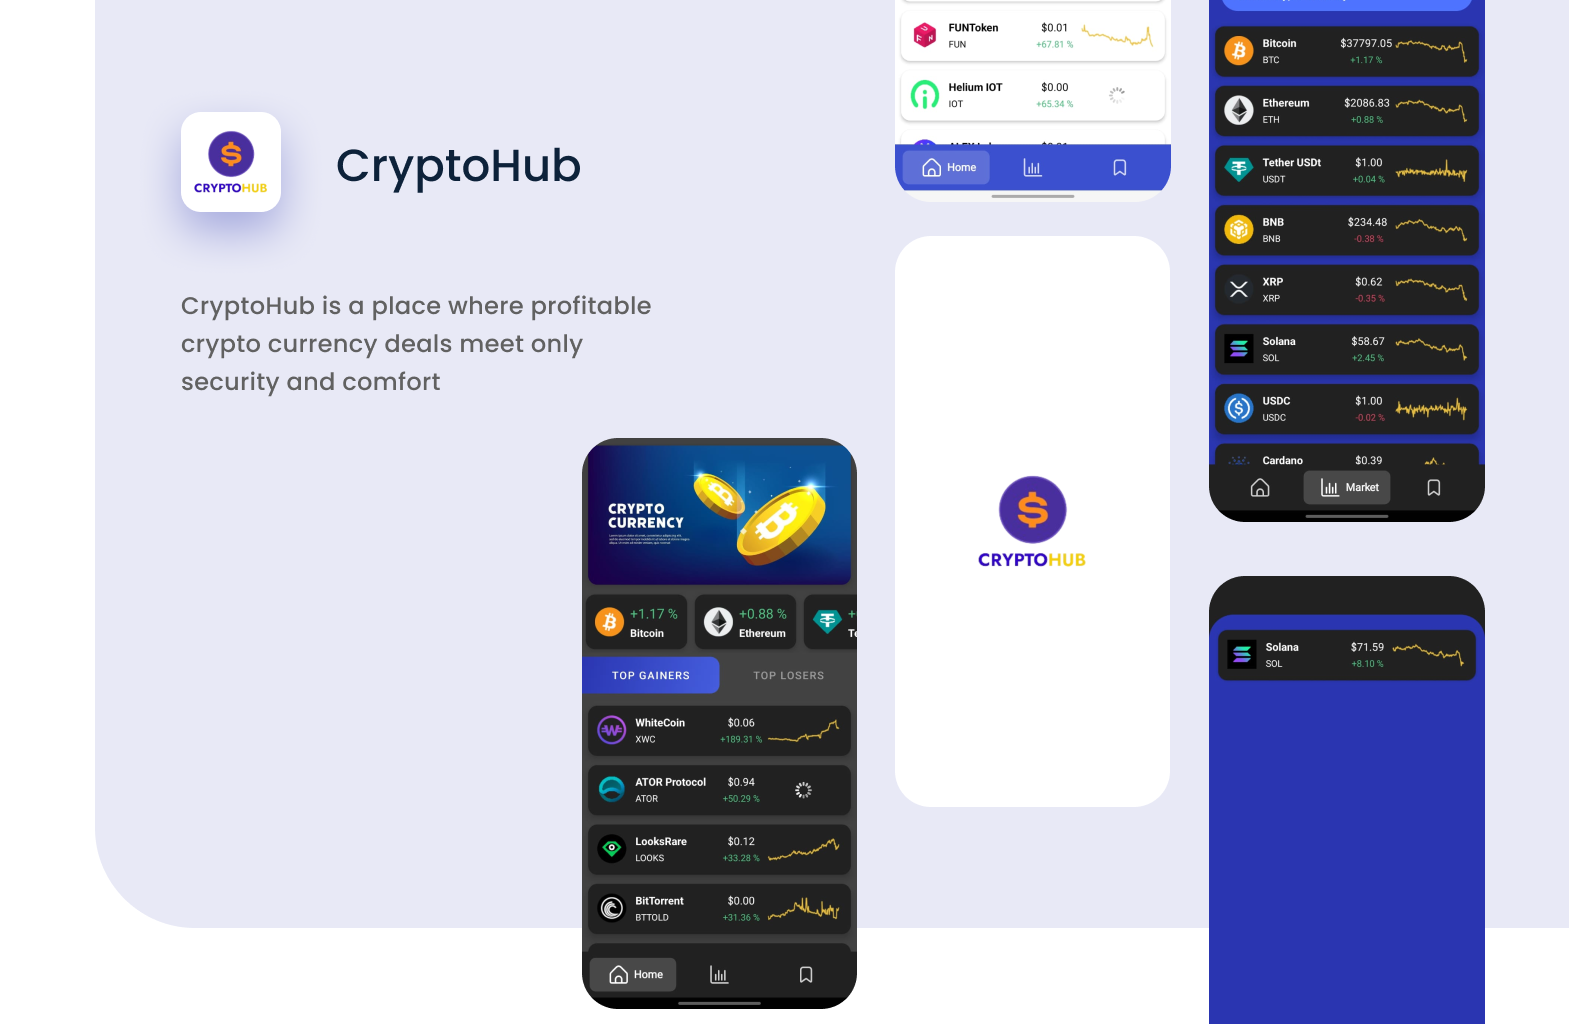 CRYPTOHUB
CryptoHub
CryptoHub is a place where profitable
crypto currency deals meet only
security and comfort
CRYPTO
CURRENCY
+1.17 %
Bitcoin
+0.88 %
Ethereum
TOP GAINERS
TOP LOSERS
WhiteCoin
$0.06
XWC
+189.31 %
ATOR Protocol
$0.94
ATOR
+50.29 %
LooksRare
$0.12
LOOKS
+33.28 %
BitTorrent
$0.00
BTTOLD
+31.36 %
Home
FUNToken
$0.01
FUN
+67.81 %
Helium IOT
$0.00
IOT
+65.34 %
Home
CRYPTOHUB
Bitcoin
$37797.05
BTC
+1.17 %
Ethereum
$2086.83
ETH
+0.88 %
Tether USDt
$1.00
USDT
+0.04 %
BNB
$234.48
BNB
-0.38 %
XRP
$0.62
XRP
-0.35 %
Solana
$58.67
SOL
+2.45 %
USDC
$1.00
USDC
-0.02 %
Cardano
$0.39
Market
Solana
$71.59
SOL
+8.10 %